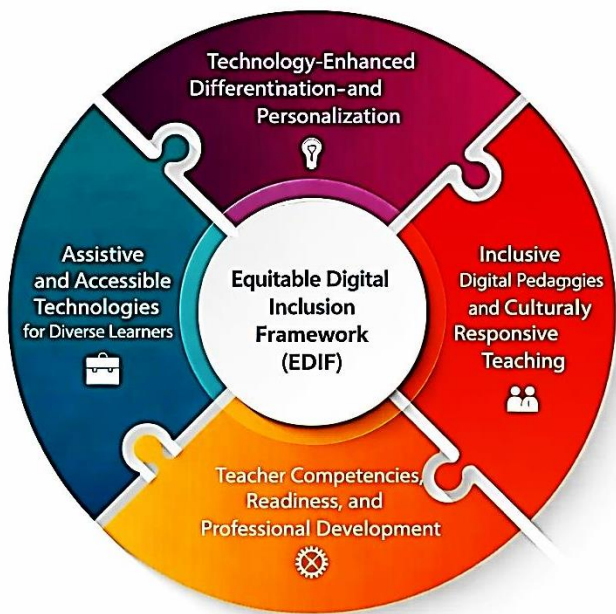 Technology-Enhanced
Differentination-and
Personalization
Assistive
and Accessible
Technologies
for Diverse Learners
Equitable Digital
Inclusion
Framework
(EDIF)
Inclusive
Digital Pedagogies
and Culturaly
Responsive
Teaching
Teacher Competencies,
Readiness, and
Professional Development